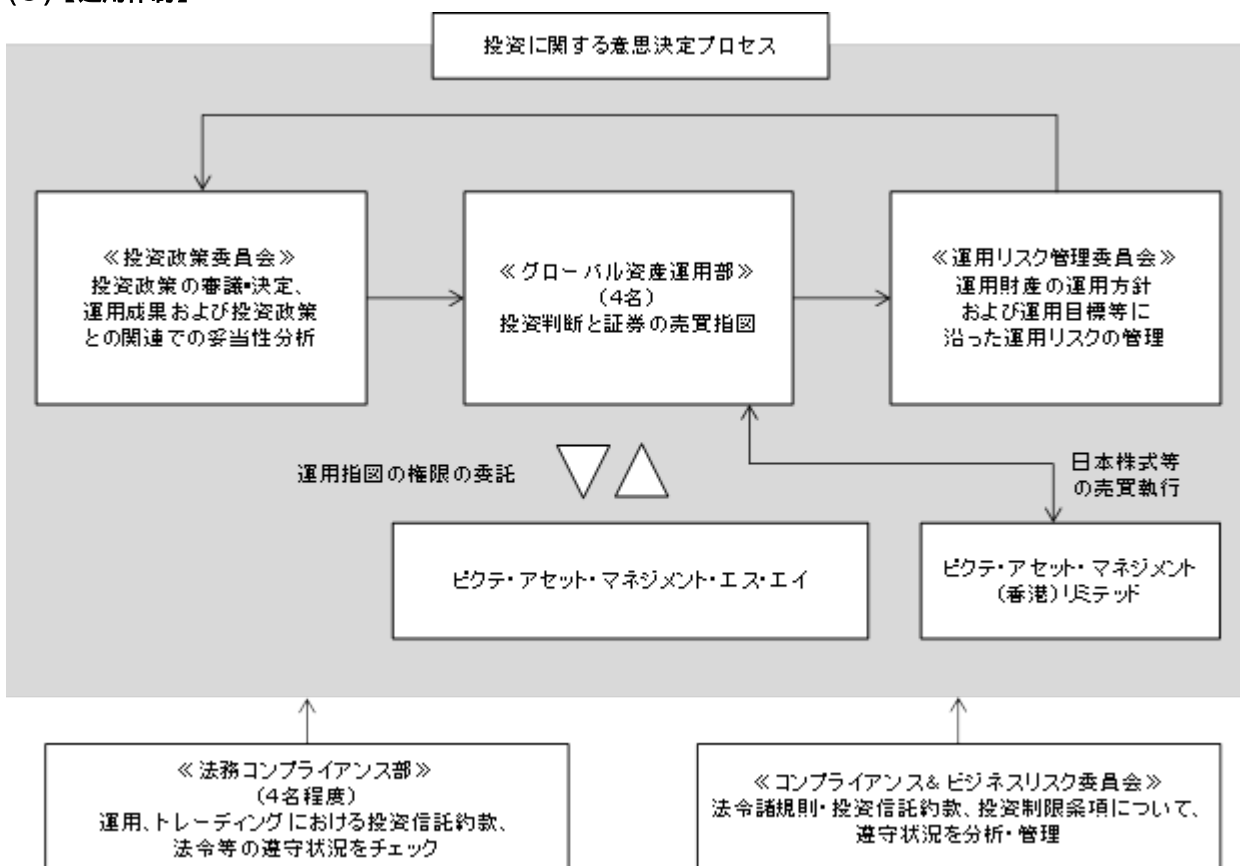 (3)【運用体制】
投資に関する意思決定プロセス
≪投資政策委員会≫
投資政策の審議・決定、
運用成果および投資政策
との関連での妥当性分析
≪グローバル資産運用部≫
(4名)
投資判断と証券の売買指図
≪運用リスク管理委員会≫
運用財産の運用方針
および運用目標等に
沿った運用リスクの管理
運用指図の権限の委託
日本株式等
の売買執行
ピクテ・アセット・マネジメント・エス・エイ
ピクテ・アセット・マネジメント
(香港)リミテッド
≪法務コンプライアンス部≫
(4名程度)
運用、トレーディングにおける投資信託約款、
法令等の遵守状況をチェック
≪コンプライアンス&ビジネスリスク委員会≫
法令諸規則・投資信託約款、投資制限条項について、
遵守状況を分析・管理